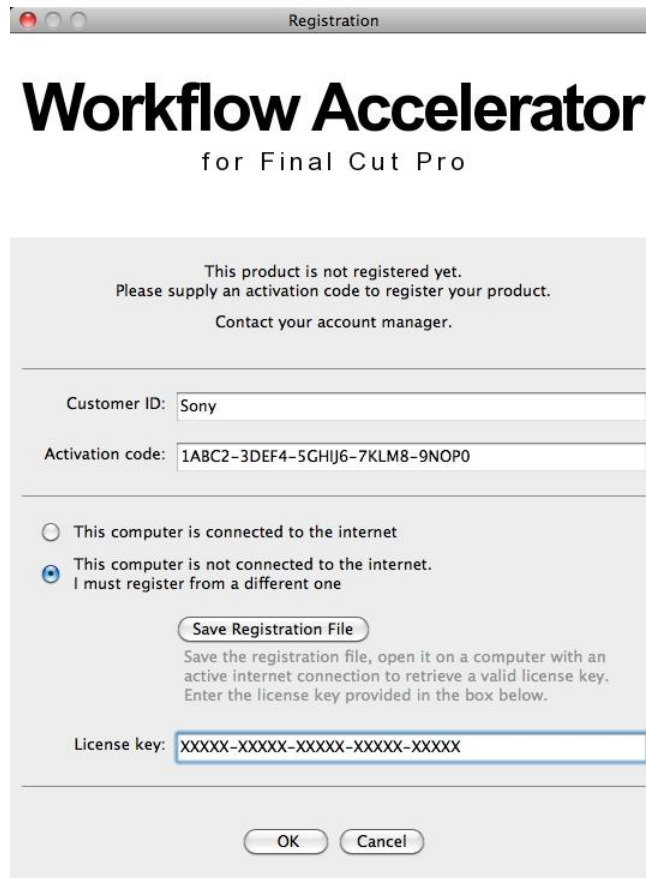 Registration
Workflow Accelerator
for Final Cut Pro
This product is not registered yet.
Please supply an activation code to register your product.
Contact your account manager.
Customer ID: Sony
Activation code: 1ABC2-3DEF4-5GHIJ6-7KLM8-9NOP0
This computer is connected to the internet
This computer is not connected to the internet.
I must register from a different one
Save Registration File
Save the registration file, open it on a computer with an
active internet connection to retrieve a valid license key.
Enter the license key provided in the box below.
License key: XXXXX-XXXXX-XXXXX-XXXXX-XXXXX
OK Cancel